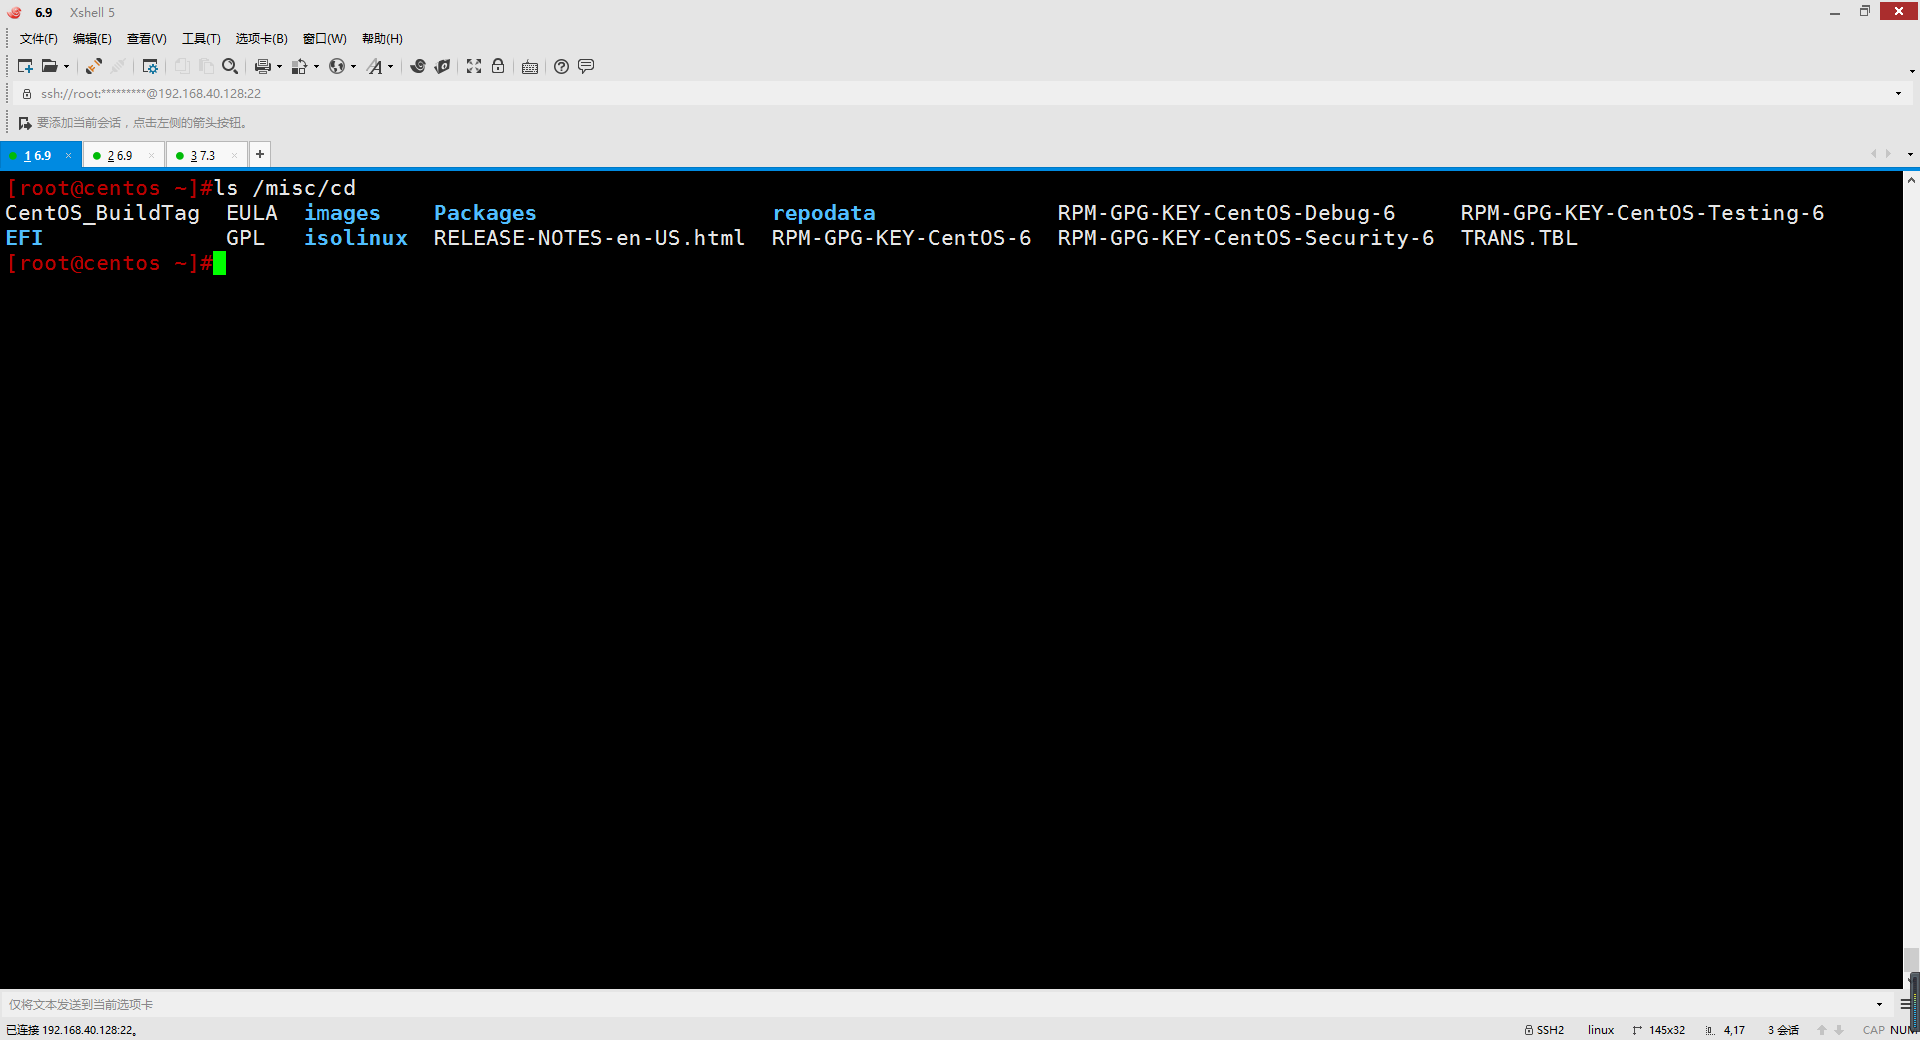 6.9 Xshell 5
文件(F) 编辑(E) 查看(V) 工具(T) 选项卡(B) 窗口(W) 帮助(H)
ssh://root:*********@192.168.40.128:22
要添加当前会话，点击左侧的箭头按钮。
1 6.9 × 2 6.9 × 3 7.3 × +
[root@centos ~]#ls /misc/cd
CentOS_BuildTag EULA images Packages repodata RPM-GPG-KEY-CentOS-Debug-6 RPM-GPG-KEY-CentOS-Testing-6
EFI GPL isolinux RELEASE-NOTES-en-US.html RPM-GPG-KEY-CentOS-6 RPM-GPG-KEY-CentOS-Security-6 TRANS.TBL
[root@centos ~]#
仅将文本发送到当前选项卡
已连接 192.168.40.128:22。 SSH2 linux 145x32 4,17 3 会话 CAP NUM